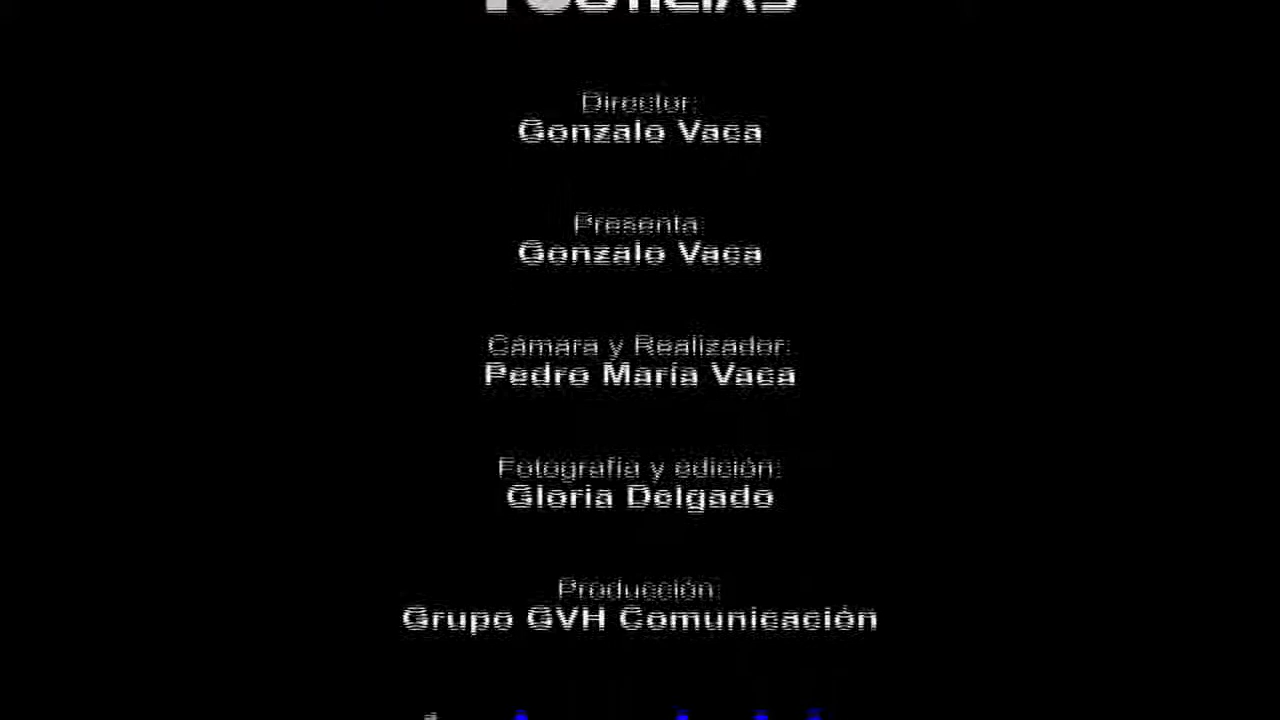 Director:
Gonzalo Vaca
Presenta:
Gonzalo Vaca
Cámara y Realizador:
Pedro María Vaca
Fotografía y edición:
Gloria Delgado
Producción:
Grupo GVH Comunicación